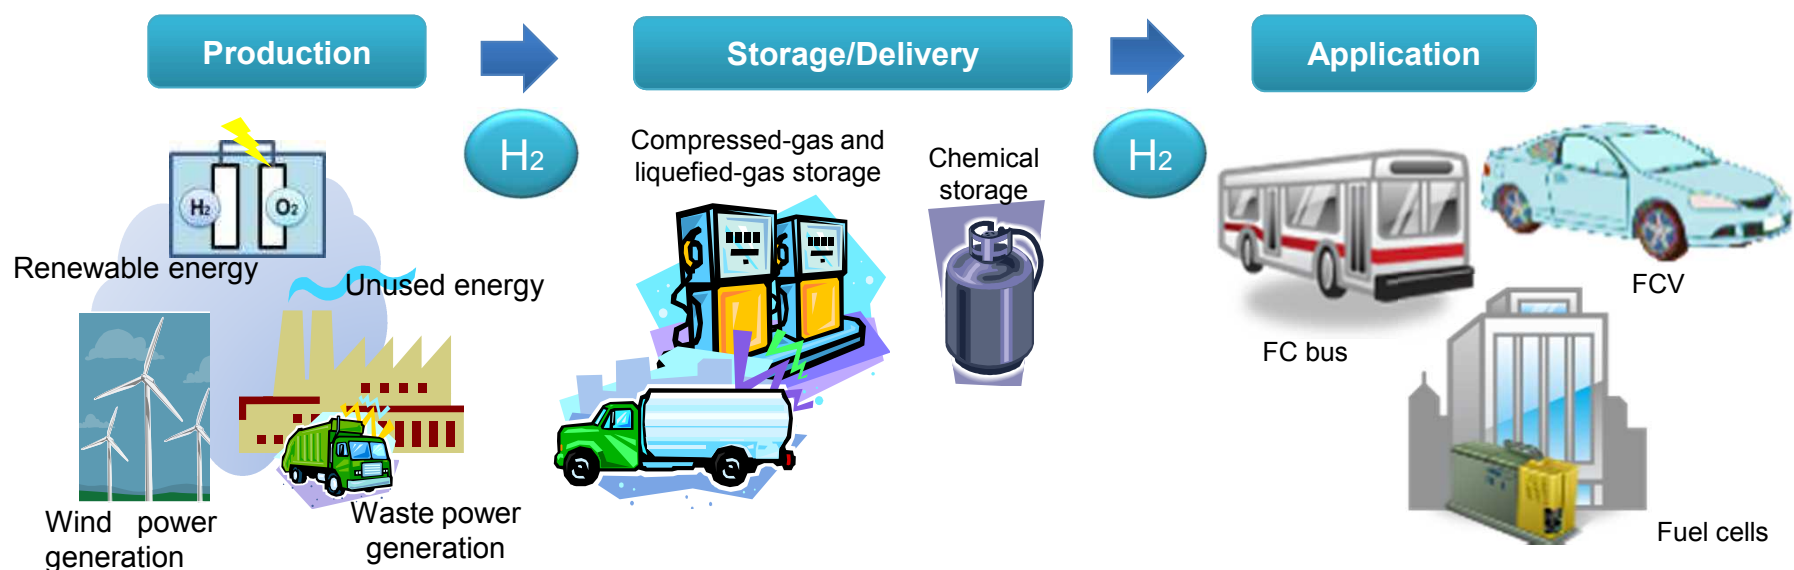 Production
Storage/Delivery
Application
H2
H2
Compressed-gas and
liquefied-gas storage
Chemical
storage
H2
O2
Renewable energy
Unused energy
Wind power
generation
Waste power
generation
FC bus
FCV
Fuel cells